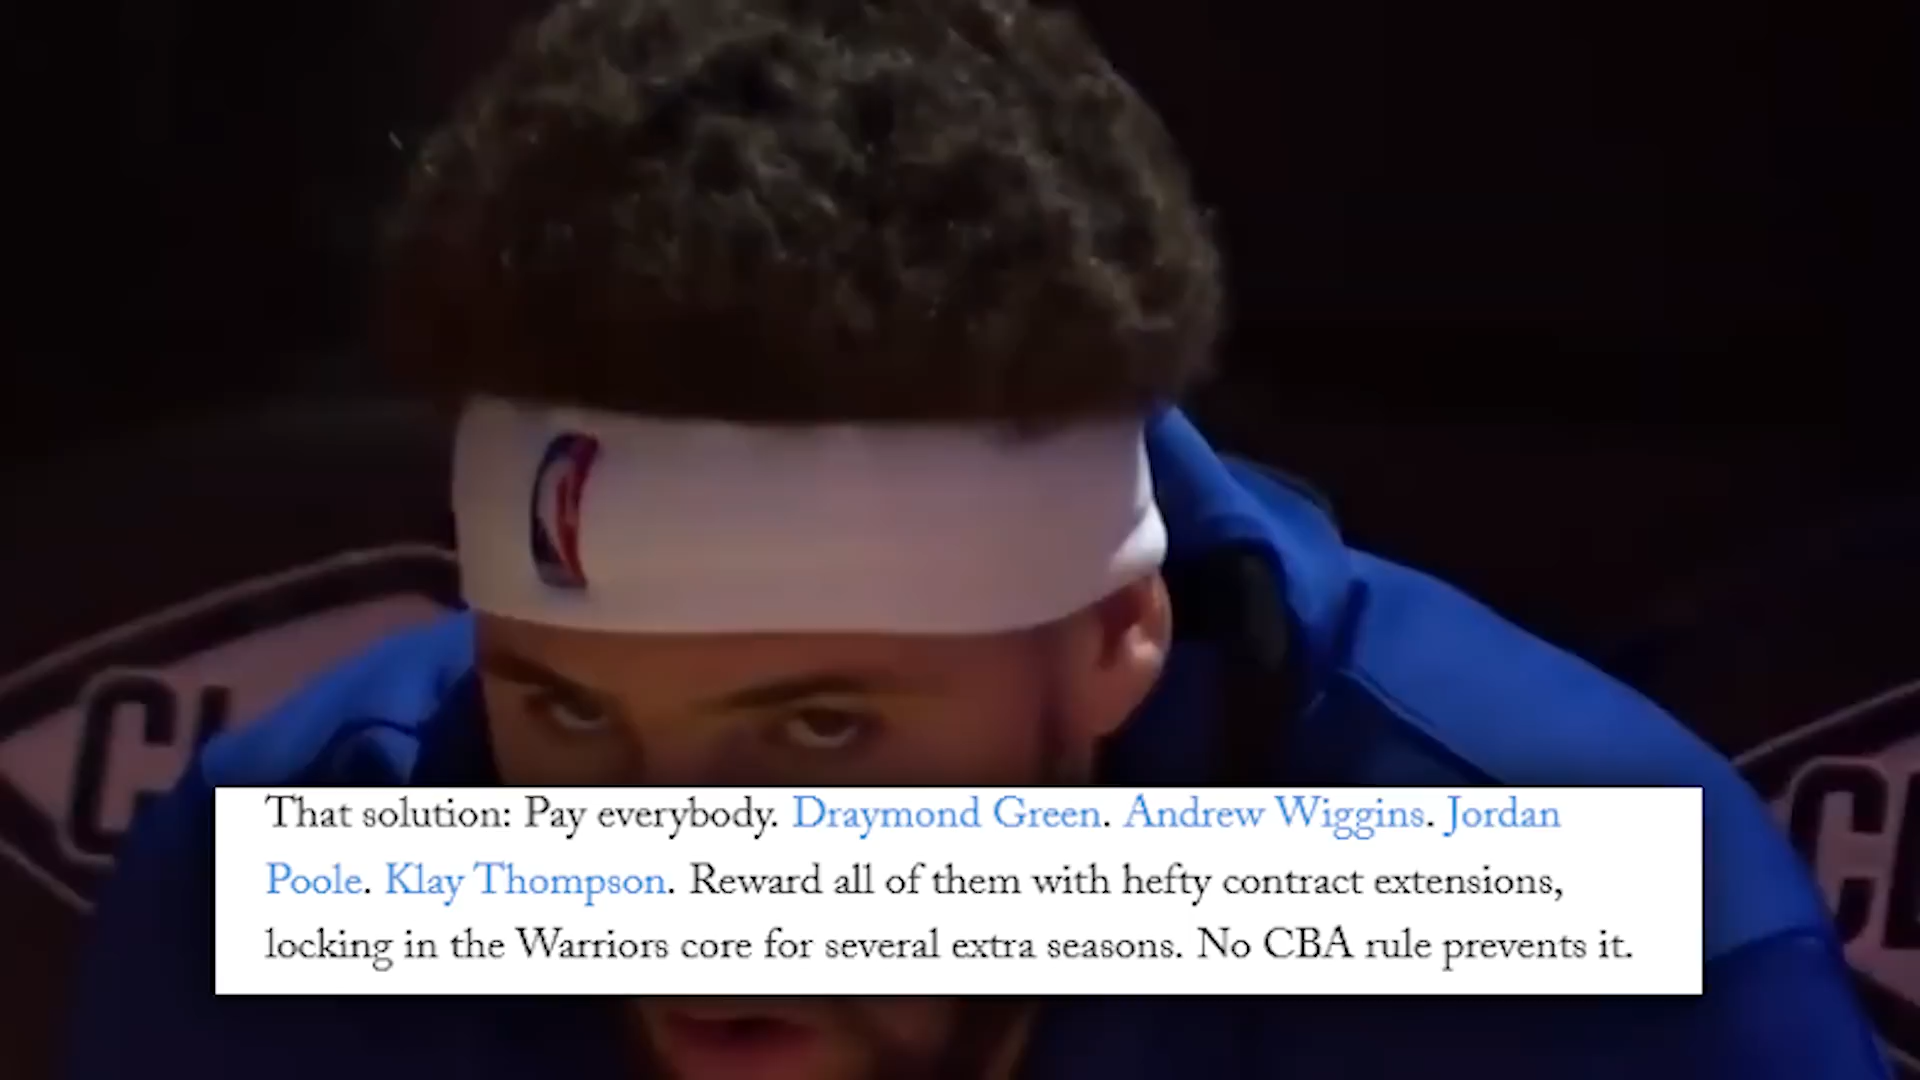 That solution: Pay everybody. Draymond Green. Andrew Wiggins. Jordan
Poole. Klay Thompson. Reward all of them with hefty contract extensions,
locking in the Warriors core for several extra seasons. No CBA rule prevents it.